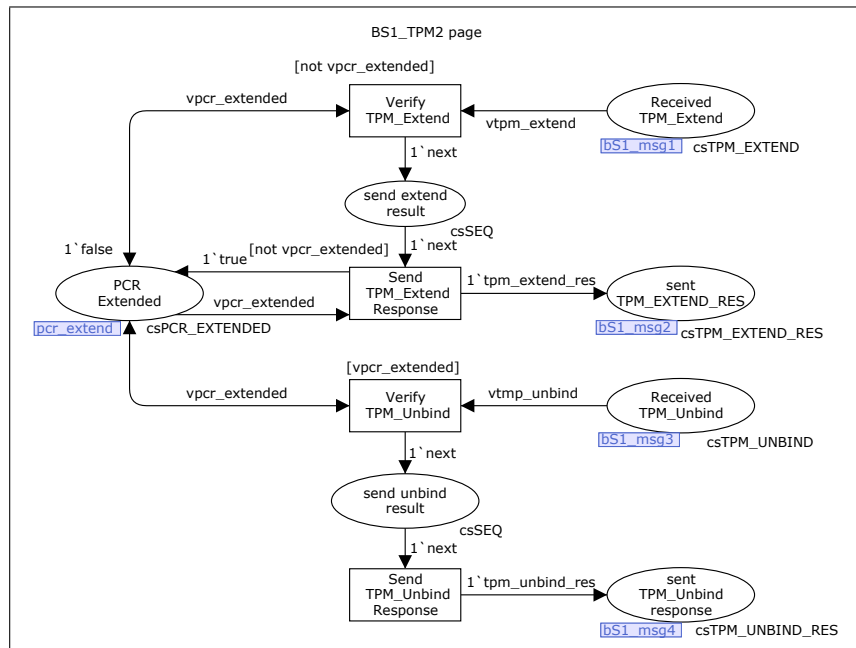 BS1_TPM2 page
[not vpcr_extended]
vpcr_extended
Verify
TPM_Extend
vtpm_extend
Received
TPM_Extend
bS1_msg1
csTPM_EXTEND
1`next
send extend
result
csSEQ
1`next
1`false
[not vpcr_extended]
1`true
PCR
Extended
vpcr_extended
pcr_extend
csPCR_EXTENDED
Send
TPM_Extend
Response
1`tpm_extend_res
sent
TPM_EXTEND_RES
bS1_msg2
csTPM_EXTEND_RES
[vpcr_extended]
vpcr_extended
Verify
TPM_Unbind
vtmp_unbind
Received
TPM_Unbind
bS1_msg3
csTPM_UNBIND
1`next
send unbind
result
csSEQ
1`next
Send
TPM_Unbind
Response
1`tpm_unbind_res
sent
TPM_Unbind
response
bS1_msg4
csTPM_UNBIND_RES